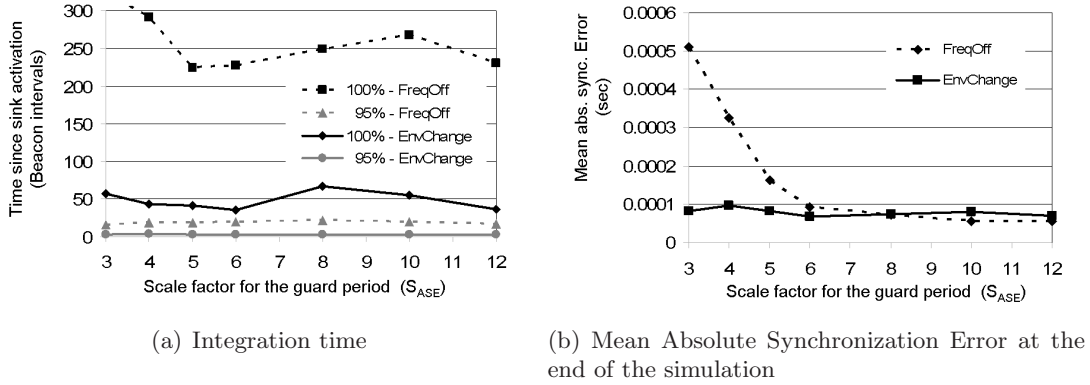 300
250
200
150
100
50
0
Time since sink activation
(Beacon intervals)
100% - FreqOff
95% - FreqOff
100% - EnvChange
95% - EnvChange
3 4 5 6 7 8 9 10 11 12
Scale factor for the guard period (S_ASE)
(a) Integration time
0.0006
0.0005
0.0004
0.0003
0.0002
0.0001
0
Mean abs. sync. Error
(sec)
FreqOff
EnvChange
3 4 5 6 7 8 9 10 11 12
Scale factor for the guard period (S_ASE)
(b) Mean Absolute Synchronization Error at the
end of the simulation